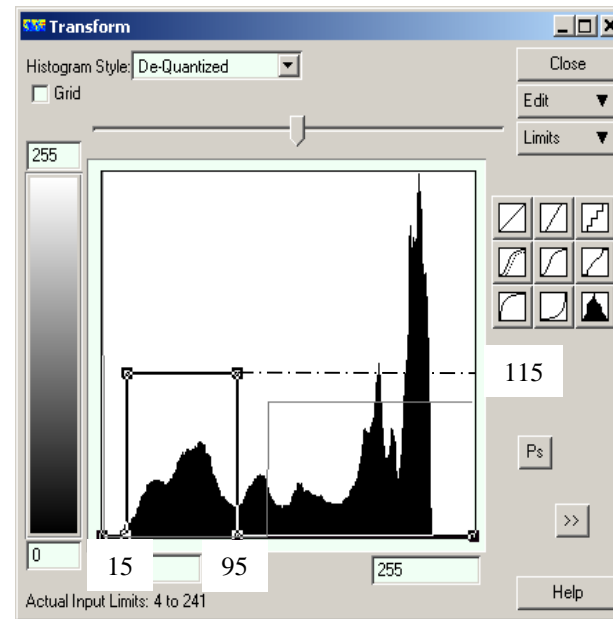 Transform
Histogram Style: De-Quantized
Close
Grid
Edit
Limits
255
115
Ps
>>
0
15
95
255
Help
Actual Input Limits: 4 to 241